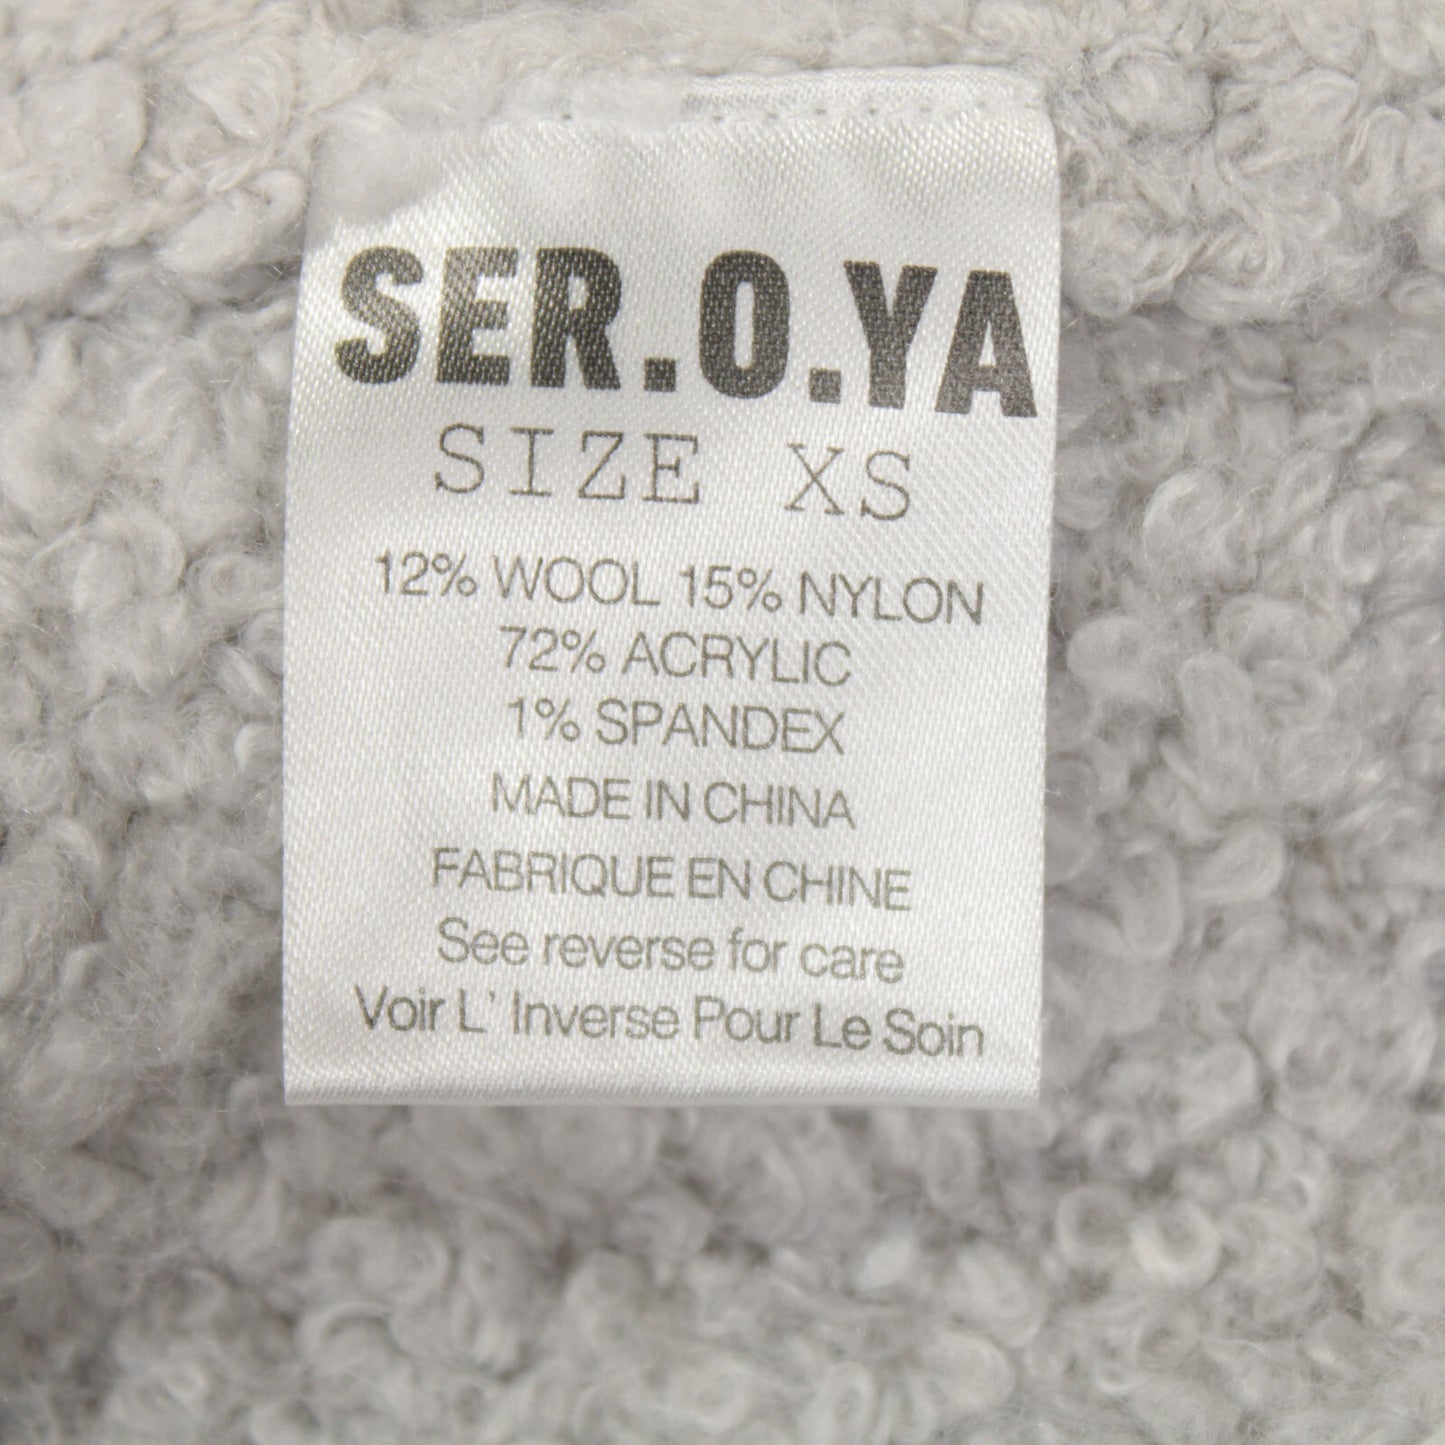 SER.O.YA
SIZE XS
12% WOOL 15% NYLON
72% ACRYLIC
1% SPANDEX
MADE IN CHINA
FABRIQUE EN CHINE
See reverse for care
Voir L' Inverse Pour Le Soin